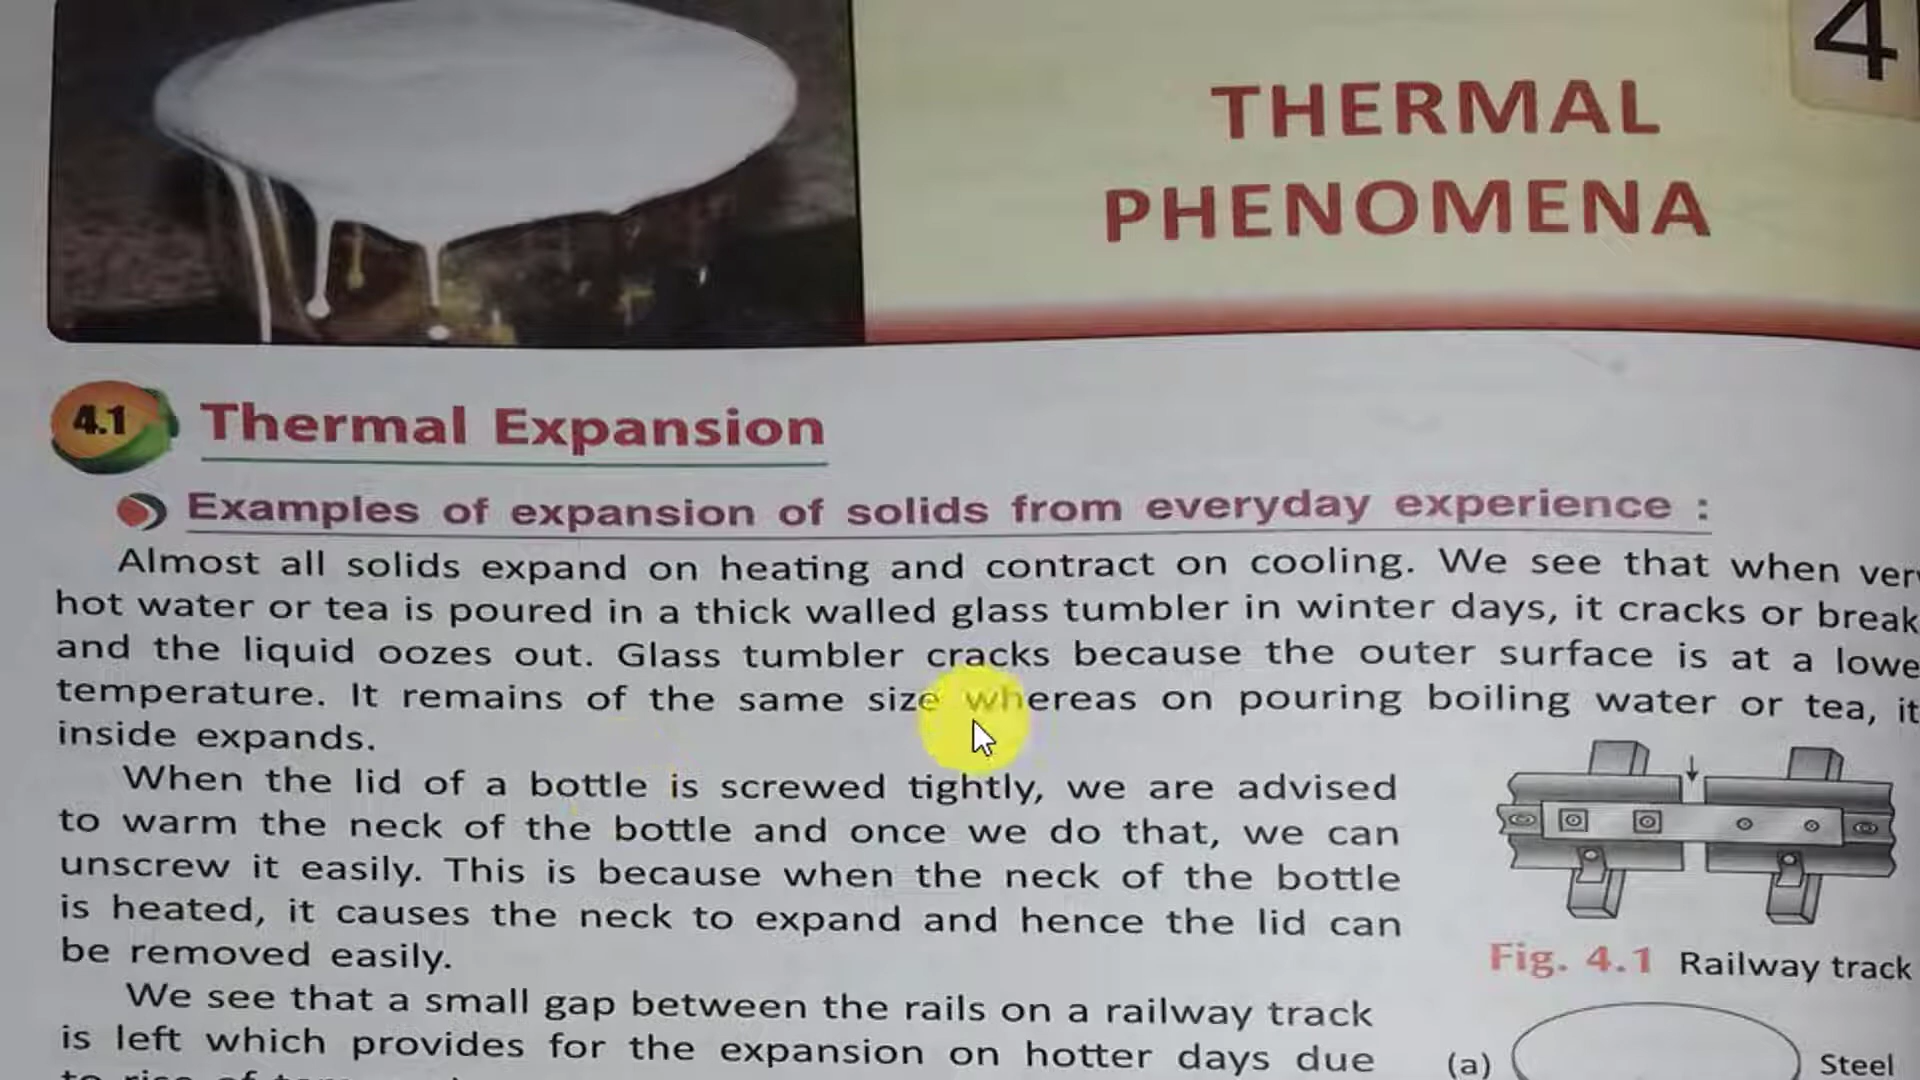 4
THERMAL
PHENOMENA
4.1 Thermal Expansion
Examples of expansion of solids from everyday experience :
Almost all solids expand on heating and contract on cooling. We see that when ver
hot water or tea is poured in a thick walled glass tumbler in winter days, it cracks or break
and the liquid oozes out. Glass tumbler cracks because the outer surface is at a lowe
temperature. It remains of the same size whereas on pouring boiling water or tea, it
inside expands.
When the lid of a bottle is screwed tightly, we are advised
to warm the neck of the bottle and once we do that, we can
unscrew it easily. This is because when the neck of the bottle
is heated, it causes the neck to expand and hence the lid can
be removed easily.
We see that a small gap between the rails on a railway track
is left which provides for the expansion on hotter days due
Fig. 4.1 Railway track
(a) Steel